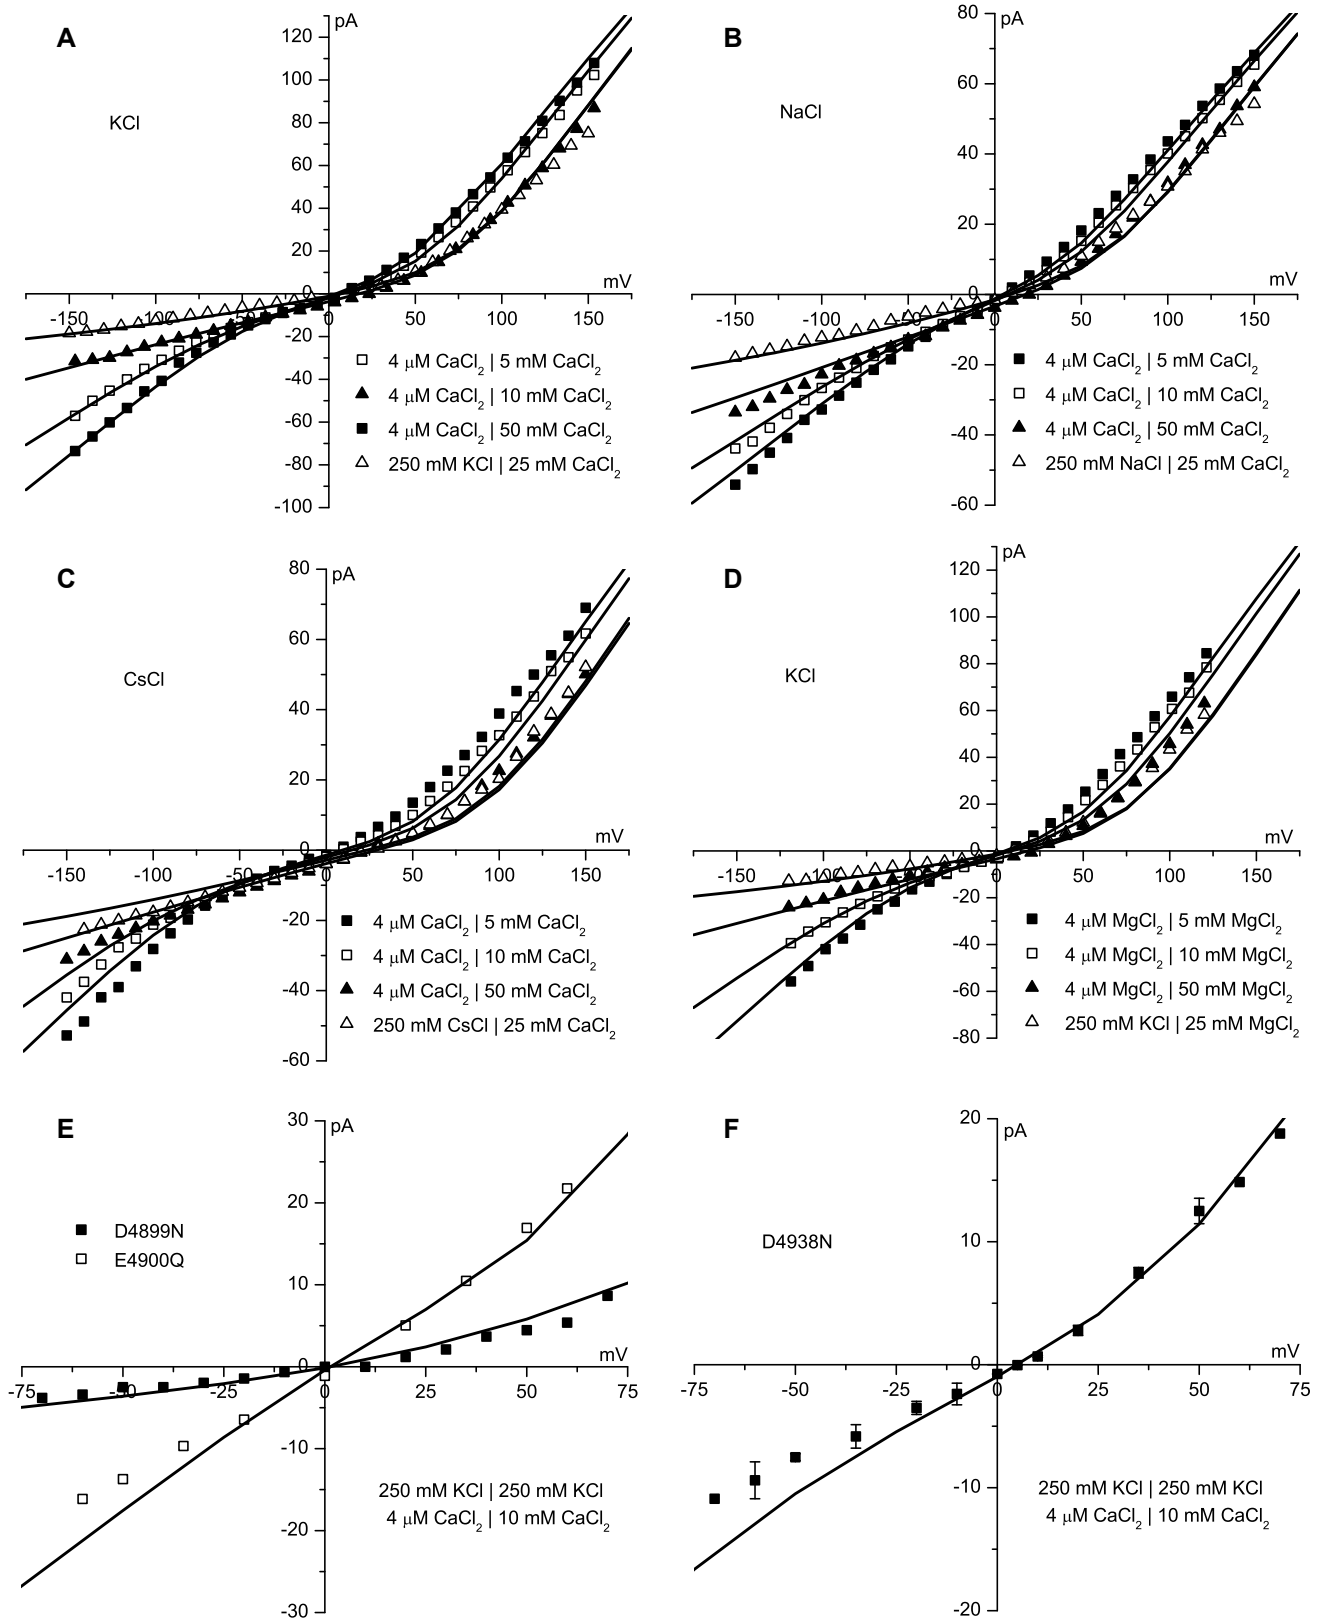 A
KCl
pA
mV
120
100
80
60
40
20
0
-20
-40
-60
-80
-100
-150
-100
-50
0
50
100
150
4 μM CaCl2 | 5 mM CaCl2
4 μM CaCl2 | 10 mM CaCl2
4 μM CaCl2 | 50 mM CaCl2
250 mM KCl | 25 mM CaCl2
B
NaCl
pA
mV
80
60
40
20
0
-20
-40
-60
-150
-100
-50
0
50
100
150
4 μM CaCl2 | 5 mM CaCl2
4 μM CaCl2 | 10 mM CaCl2
4 μM CaCl2 | 50 mM CaCl2
250 mM NaCl | 25 mM CaCl2
C
CsCl
pA
mV
80
60
40
20
0
-20
-40
-60
-150
-100
-50
0
50
100
150
4 μM CaCl2 | 5 mM CaCl2
4 μM CaCl2 | 10 mM CaCl2
4 μM CaCl2 | 50 mM CaCl2
250 mM CsCl | 25 mM CaCl2
D
KCl
pA
mV
120
100
80
60
40
20
0
-20
-40
-60
-80
-150
-100
-50
0
50
100
150
4 μM MgCl2 | 5 mM MgCl2
4 μM MgCl2 | 10 mM MgCl2
4 μM MgCl2 | 50 mM MgCl2
250 mM KCl | 25 mM MgCl2
E
D4899N
E4900Q
pA
mV
30
20
10
0
-10
-20
-30
-75
-50
-25
0
25
50
75
250 mM KCl | 250 mM KCl
4 μM CaCl2 | 10 mM CaCl2
F
D4938N
pA
mV
20
10
0
-10
-20
-75
-50
-25
0
25
50
75
250 mM KCl | 250 mM KCl
4 μM CaCl2 | 10 mM CaCl2